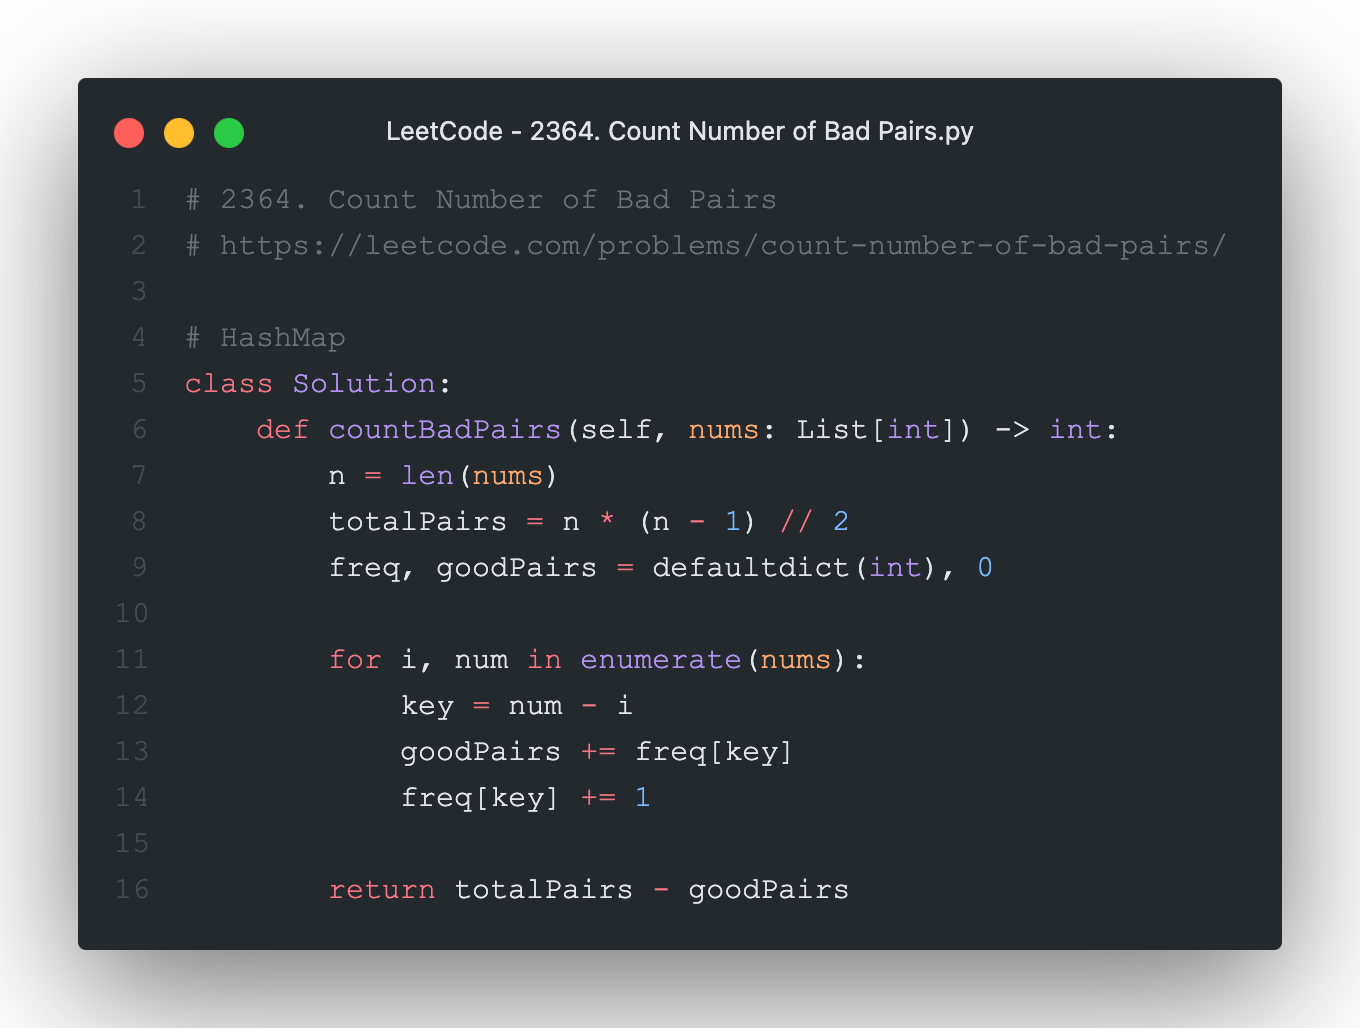 LeetCode - 2364. Count Number of Bad Pairs.py
1 # 2364. Count Number of Bad Pairs
2 # https://leetcode.com/problems/count-number-of-bad-pairs/
3
4 # HashMap
5 class Solution:
6     def countBadPairs(self, nums: List[int]) -> int:
7         n = len(nums)
8         totalPairs = n * (n - 1) // 2
9         freq, goodPairs = defaultdict(int), 0
10
11         for i, num in enumerate(nums):
12             key = num - i
13             goodPairs += freq[key]
14             freq[key] += 1
15
16         return totalPairs - goodPairs